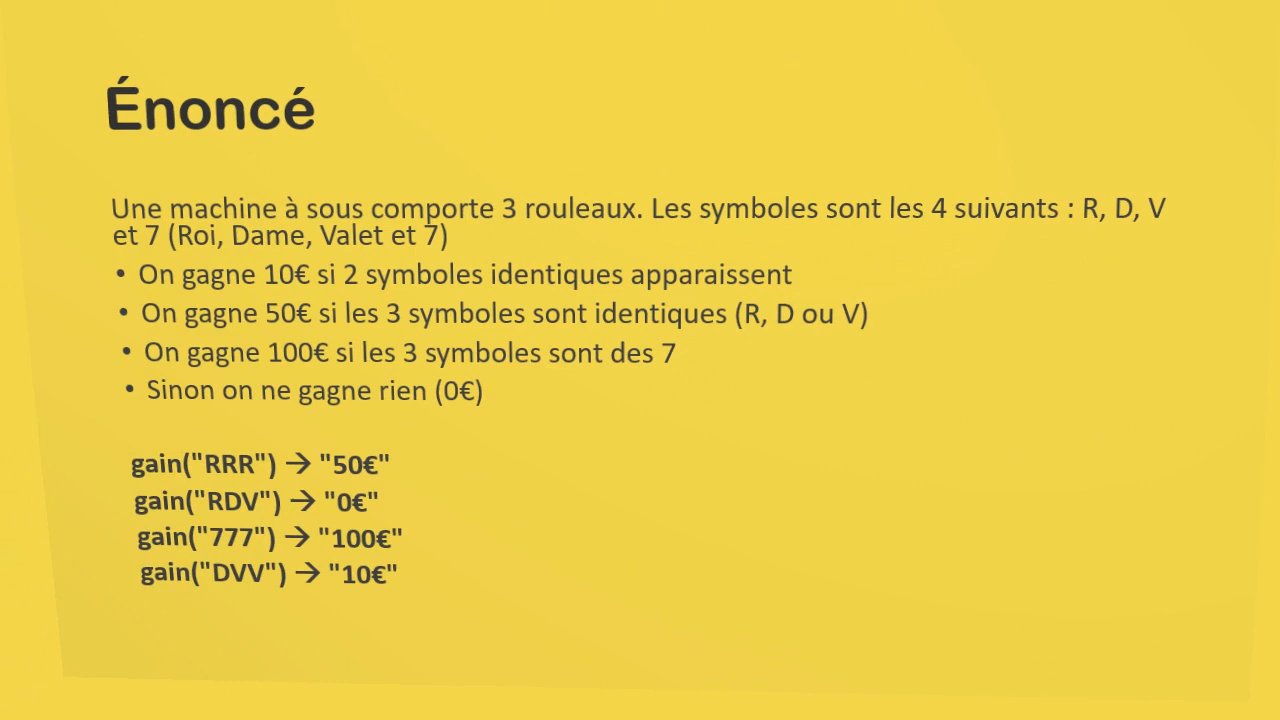 Énoncé
Une machine à sous comporte 3 rouleaux. Les symboles sont les 4 suivants : R, D, V
et 7 (Roi, Dame, Valet et 7)
• On gagne 10€ si 2 symboles identiques apparaissent
• On gagne 50€ si les 3 symboles sont identiques (R, D ou V)
• On gagne 100€ si les 3 symboles sont des 7
• Sinon on ne gagne rien (0€)
gain("RRR") → "50€"
gain("RDV") → "0€"
gain("777") → "100€"
gain("DVV") → "10€"